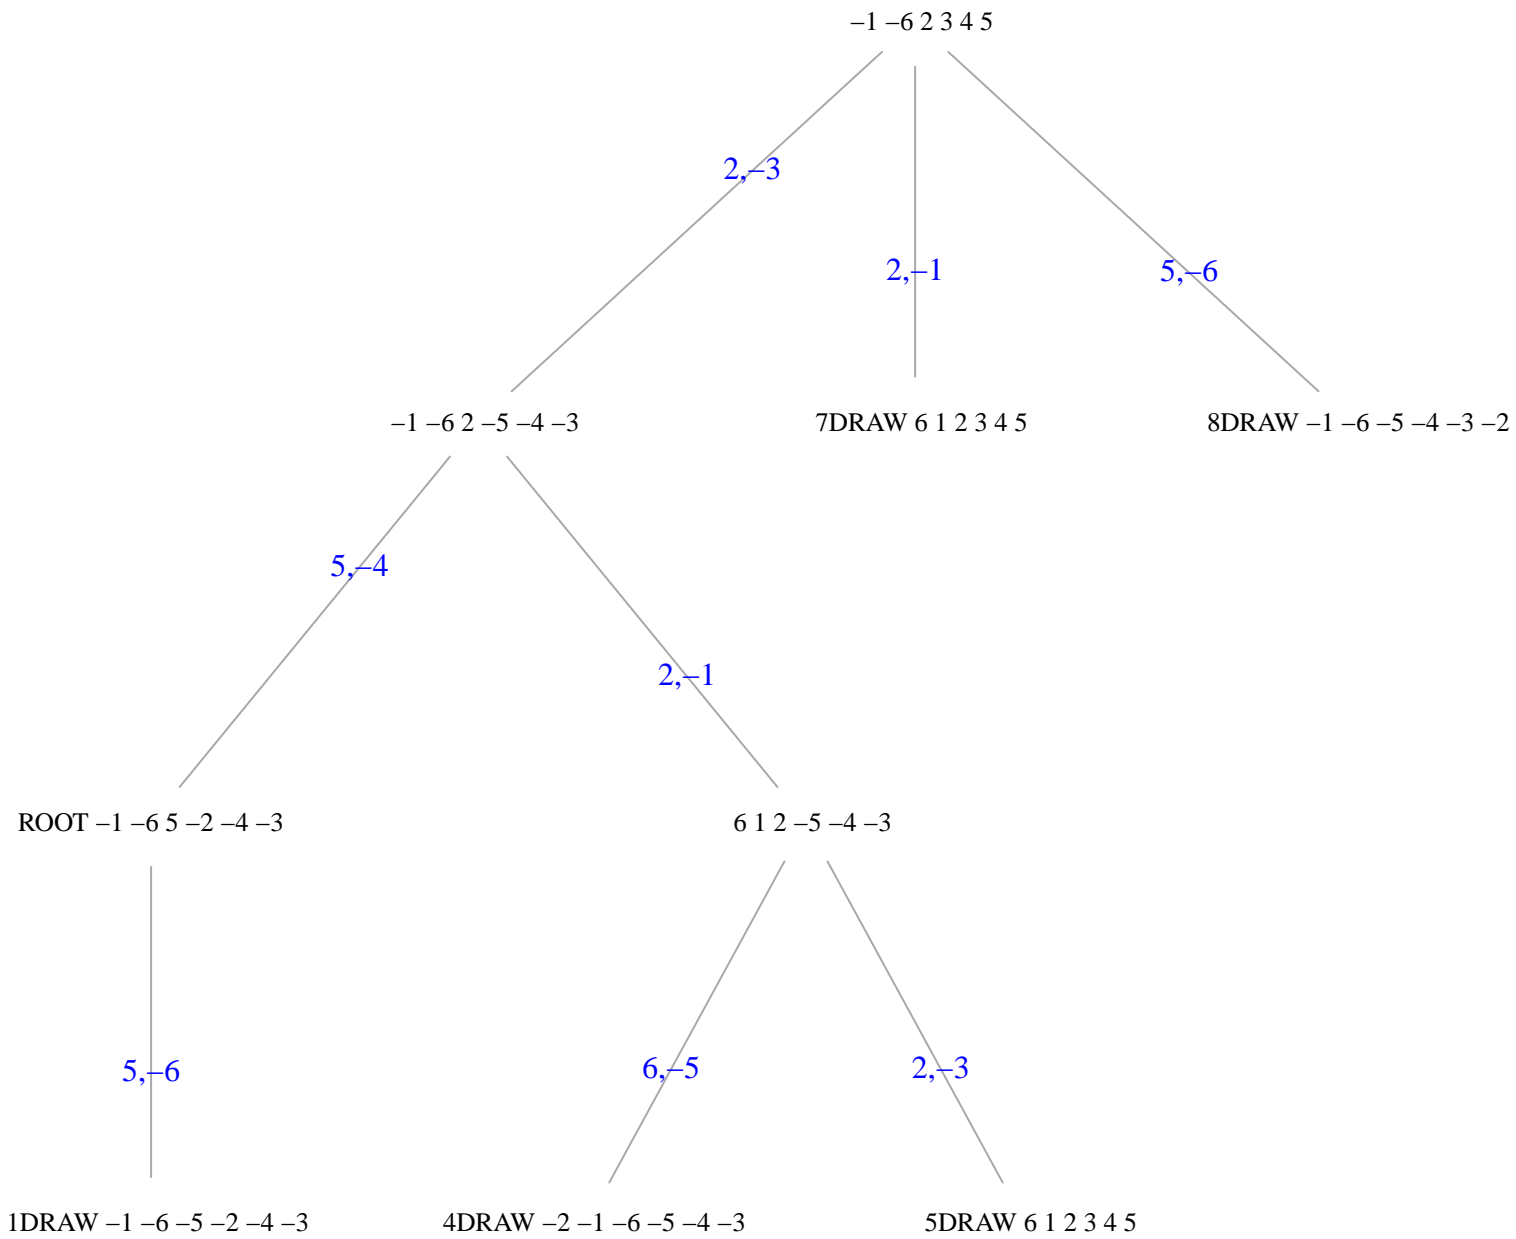 –1 –6 2 3 4 5
2,–3
2,–1
5,–6
–1 –6 2 –5 –4 –3
7DRAW 6 1 2 3 4 5
8DRAW –1 –6 –5 –4 –3 –2
5,–4
2,–1
ROOT –1 –6 5 –2 –4 –3
6 1 2 –5 –4 –3
5,–6
6,–5
2,–3
1DRAW –1 –6 –5 –2 –4 –3
4DRAW –2 –1 –6 –5 –4 –3
5DRAW 6 1 2 3 4 5